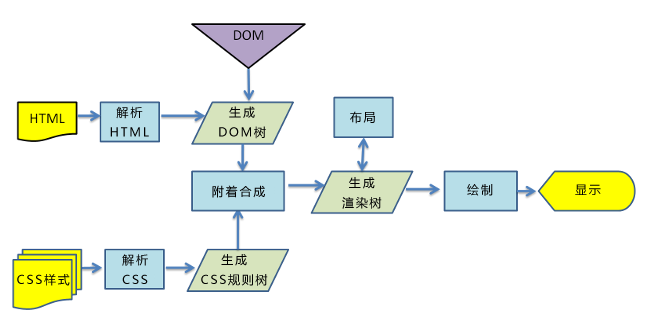 DOM
HTML
解析
HTML
生成
DOM树
布局
附着合成
生成
渲染树
绘制
显示
CSS样式
解析
CSS
生成
CSS规则树